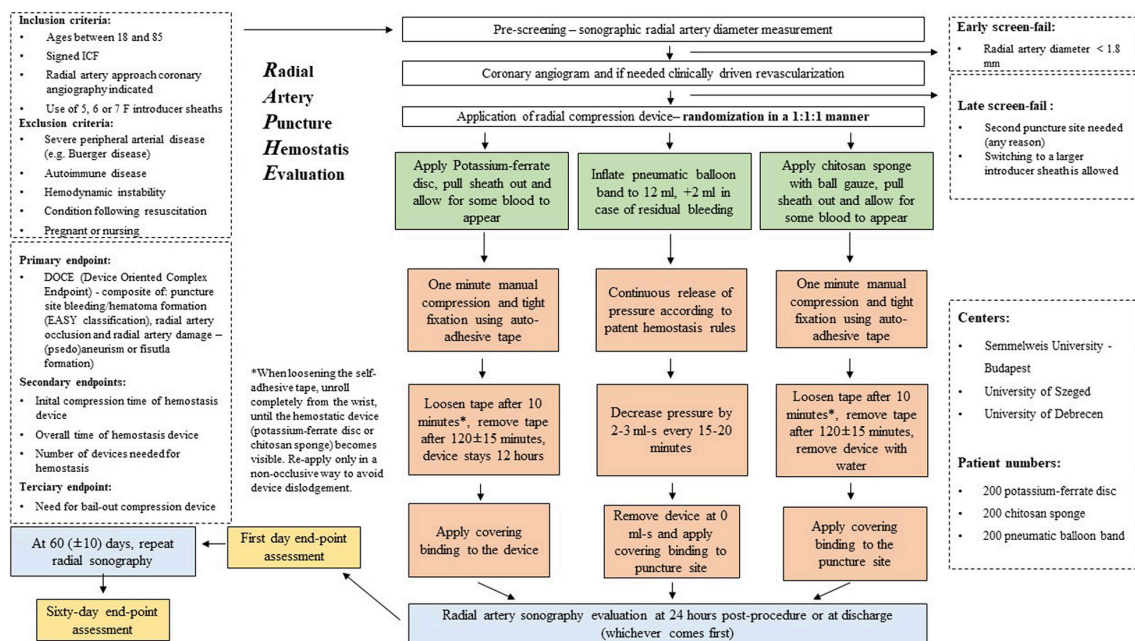 Inclusion criteria:
• Ages between 18 and 85
• Signed ICF
• Radial artery approach coronary
angiography indicated
• Use of 5, 6 or 7 F introducer sheaths
Exclusion criteria:
• Severe peripheral arterial disease
(e.g. Buerger disease)
• Autoimmune disease
• Hemodynamic instability
• Condition following resuscitation
• Pregnant or nursing
Primary endpoint:
• DOCE (Device Oriented Complex
Endpoint) - composite of: puncture
site bleeding/hematoma formation
(EASY classification), radial artery
occlusion and radial artery damage –
(psedo)aneurism or fisutla
formation)
Secondary endpoints:
• Inital compression time of hemostasis
device
• Overall time of hemostasis device
• Number of devices needed for
hemostasis
Terciary endpoint:
• Need for bail-out compression device
Radial
Artery
Puncture
Hemostatis
Evaluation
*When loosening the self-
adhesive tape, unroll
completely from the wrist,
until the hemostatic device
(potassium-ferrate disc or
chitosan sponge) becomes
visible. Re-apply only in a
non-occlusive way to avoid
device dislodgement.
Pre-screening – sonographic radial artery diameter measurement
Coronary angiogram and if needed clinically driven revascularization
Application of radial compression device– randomization in a 1:1:1 manner
Apply Potassium-ferrate
disc, pull sheath out and
allow for some blood to
appear
Inflate pneumatic balloon
band to 12 ml, +2 ml in
case of residual bleeding
Apply chitosan sponge
with ball gauze, pull
sheath out and allow for
some blood to appear
One minute manual
compression and tight
fixation using auto-
adhesive tape
Continuous release of
pressure according to
patent hemostasis rules
One minute manual
compression and tight
fixation using auto-
adhesive tape
Loosen tape after 10
minutes*, remove tape
after 120±15 minutes,
device stays 12 hours
Decrease pressure by
2-3 ml-s every 15-20
minutes
Loosen tape after 10
minutes*, remove tape
after 120±15 minutes,
remove device with
water
Apply covering
binding to the device
Remove device at 0
ml-s and apply
covering binding to
puncture site
Apply covering
binding to the
puncture site
Radial artery sonography evaluation at 24 hours post-procedure or at discharge
(whichever comes first)
First day end-point
assessment
At 60 (±10) days, repeat
radial sonography
Sixty-day end-point
assessment
Early screen-fail:
• Radial artery diameter < 1.8
mm
Late screen-fail :
• Second puncture site needed
(any reason)
• Switching to a larger
introducer sheath is allowed
Centers:
• Semmelweis University -
Budapest
• University of Szeged
• University of Debrecen
Patient numbers:
• 200 potassium-ferrate disc
• 200 chitosan sponge
• 200 pneumatic balloon band